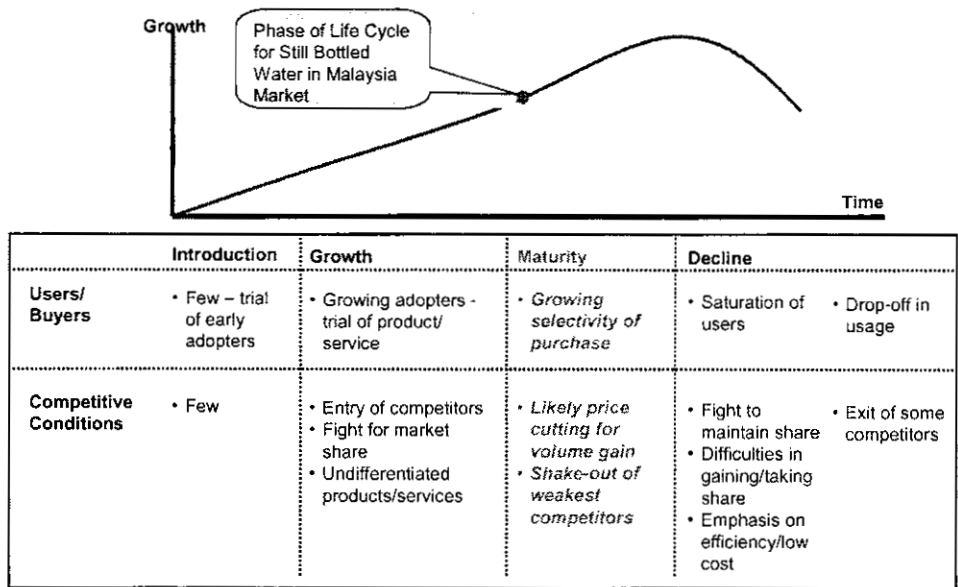 Growth
Phase of Life Cycle
for Still Bottled
Water in Malaysia
Market
Time
Introduction
Growth
Maturity
Decline
Users/
Buyers
• Few – trial
of early
adopters
• Growing adopters -
trial of product/
service
• Growing
selectivity of
purchase
• Saturation of
users
• Drop-off in
usage
Competitive
Conditions
• Few
• Entry of competitors
• Fight for market
share
• Undifferentiated
products/services
• Likely price
cutting for
volume gain
• Shake-out of
weakest
competitors
• Fight to
maintain share
• Difficulties in
gaining/taking
share
• Emphasis on
efficiency/low
cost
• Exit of some
competitors